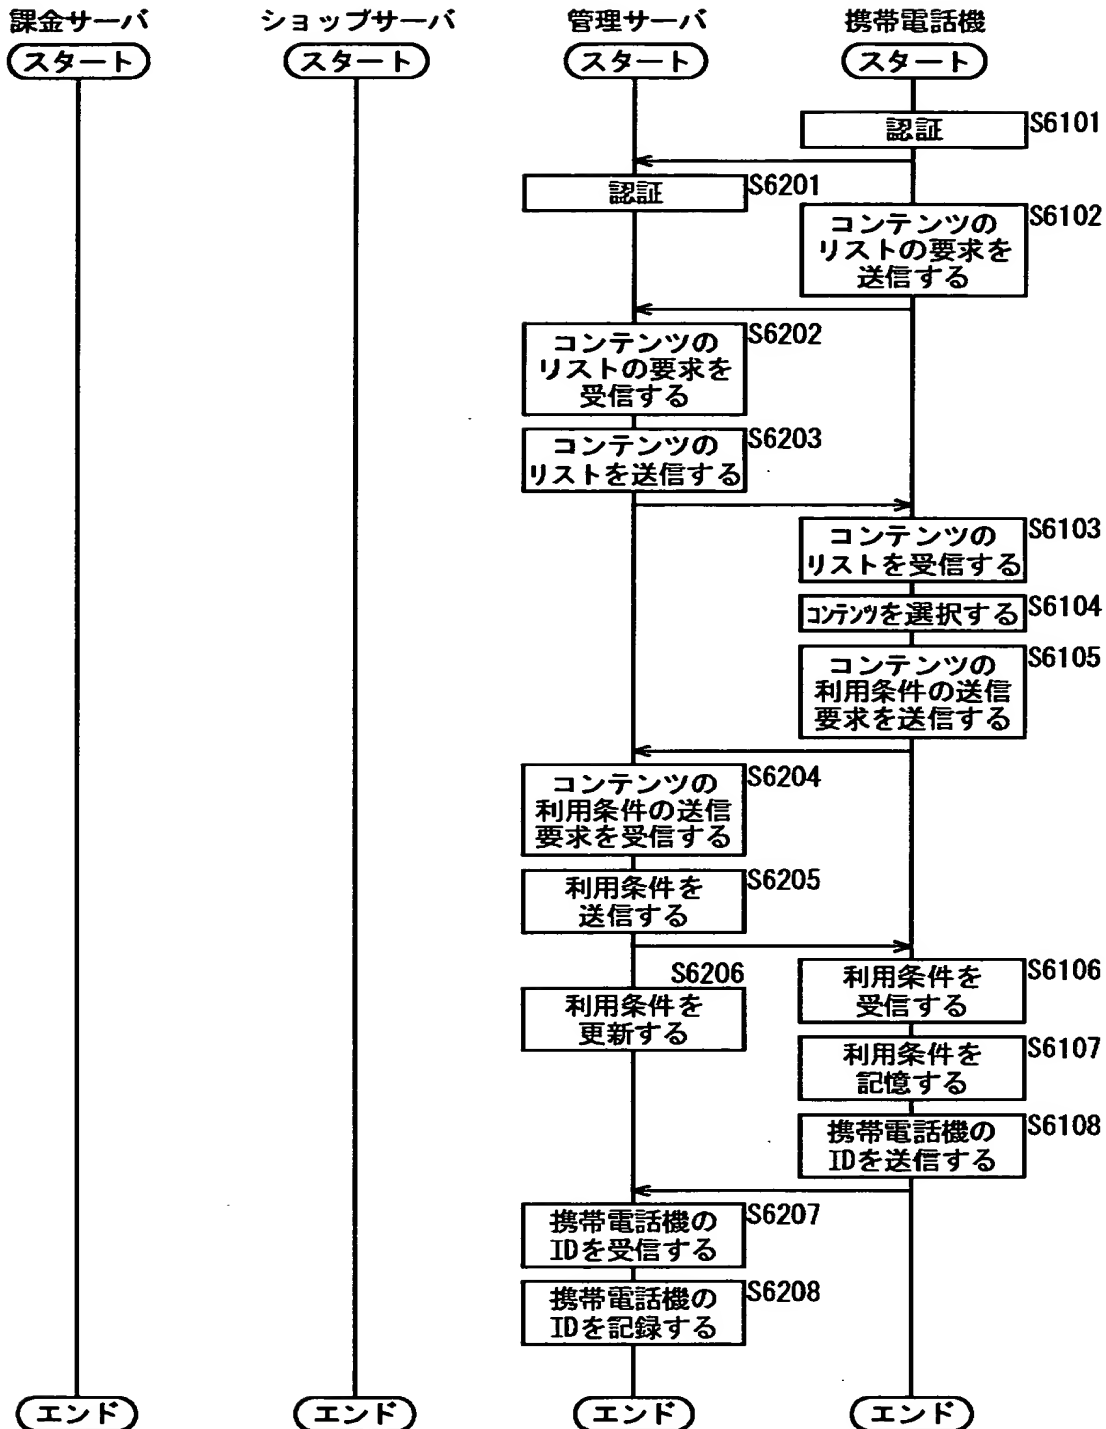 課金サーバ
ショップサーバ
管理サーバ
携帯電話機
スタート
スタート
スタート
スタート
認証
S6101
認証
S6201
コンテンツの
リストの要求を
送信する
S6102
コンテンツの
リストの要求を
受信する
S6202
コンテンツの
リストを送信する
S6203
コンテンツの
リストを受信する
S6103
コンテンツを選択する
S6104
コンテンツの
利用条件の送信
要求を送信する
S6105
コンテンツの
利用条件の送信
要求を受信する
S6204
利用条件を
送信する
S6205
利用条件を
受信する
S6106
S6206
利用条件を
更新する
利用条件を
記憶する
S6107
携帯電話機の
IDを送信する
S6108
携帯電話機の
IDを受信する
S6207
携帯電話機の
IDを記録する
S6208
エンド
エンド
エンド
エンド